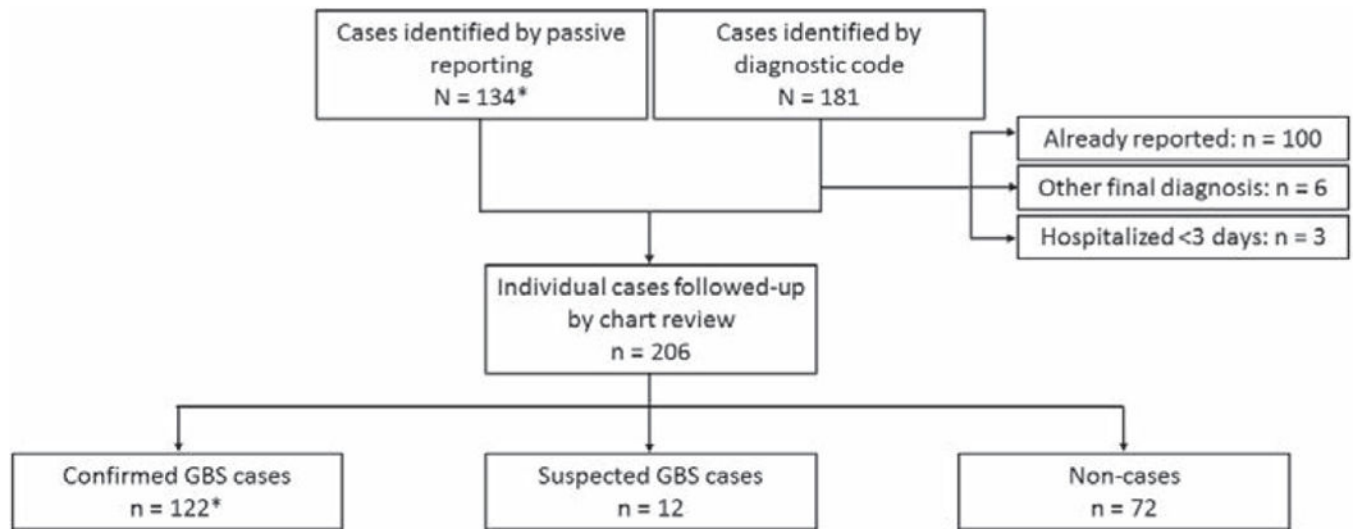 Cases identified by passive
reporting
N = 134*
Cases identified by
diagnostic code
N = 181
Already reported: n = 100
Other final diagnosis: n = 6
Hospitalized <3 days: n = 3
Individual cases followed-up
by chart review
n = 206
Confirmed GBS cases
n = 122*
Suspected GBS cases
n = 12
Non-cases
n = 72